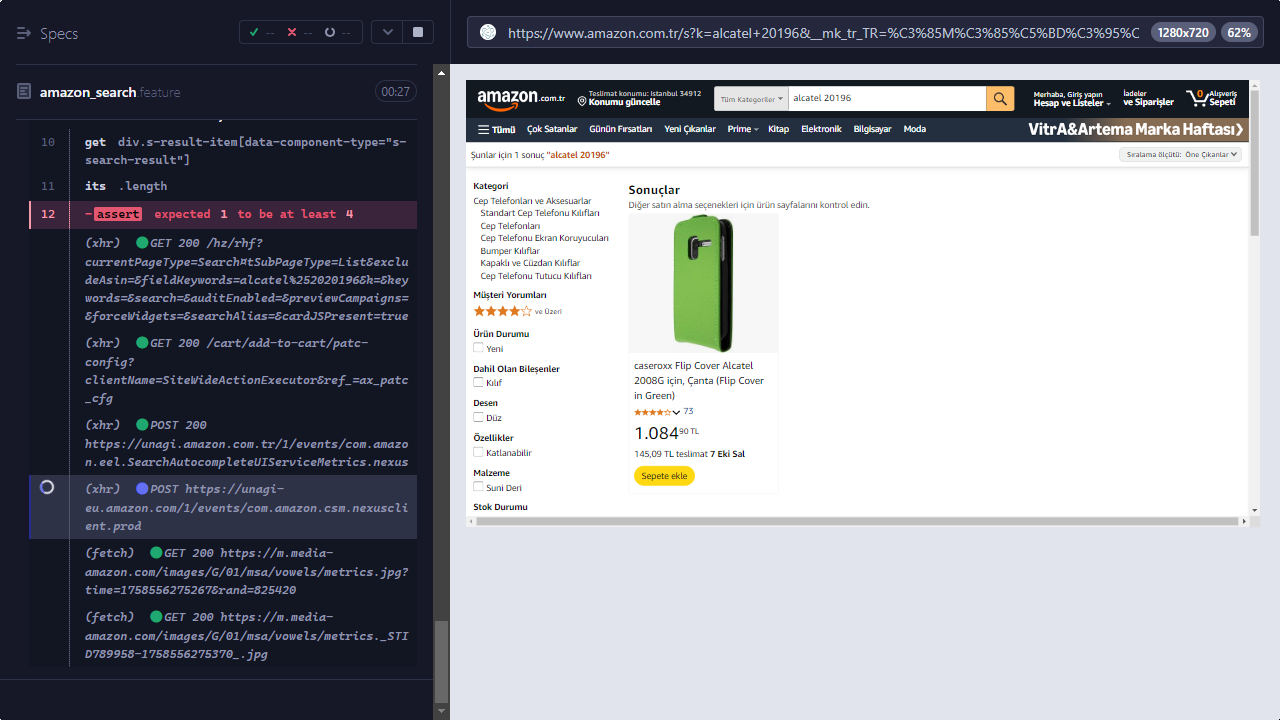 Specs
-- -- --
amazon_search feature
00:27
10 get div.s-result-item[data-component-type="s-
search-result"]
11 its .length
12 -assert expected 1 to be at least 4
(xhr) GET 200 /hz/rhf?
currentPageType=Search&tSubPageType=List&exclu
deAsin=&fieldKeywords=alcatel%252020196&k=&key
words=&search=&auditEnabled=&previewCampaigns=
&forceWidgets=&searchAlias=&cardJSPresent=true
(xhr) GET 200 /cart/add-to-cart/patc-
config?
clientName=SiteWideActionExecutor&ref_=ax_patc
_cfg
(xhr) POST 200
https://unagi.amazon.com.tr/1/events/com.amazo
n.eel.SearchAutocompleteUIServiceMetrics.nexus
(xhr) POST https://unagi-
eu.amazon.com/1/events/com.amazon.csm.nexuscli
ent.prod
(fetch) GET 200 https://m.media-
amazon.com/images/G/01/msa/vowels/metrics.jpg?
time=1758556275267&rand=825420
(fetch) GET 200 https://m.media-
amazon.com/images/G/01/msa/vowels/metrics._STI
D789958-1758556275370_.jpg
https://www.amazon.com.tr/s?k=alcatel+20196&__mk_tr_TR=%C3%85M%C3%85%C5%BD%C3%95%C
1280x720
62%
amazon.com.tr
Teslimat konumu: Istanbul 34912
Konumu güncelle
Tüm Kategoriler
alcatel 20196
Merhaba, Giriş yapın
Hesap ve Listeler
İadeler
ve Siparişler
0
Alışveriş
Sepeti
Tümü Çok Satanlar Günün Fırsatları Yeni Çıkanlar Prime Kitap Elektronik Bilgisayar Moda
VitrA&Artema Marka Haftası
Şunlar için 1 sonuç "alcatel 20196"
Sıralama ölçütü: Öne Çıkanlar
Kategori
Cep Telefonları ve Aksesuarlar
Standart Cep Telefonu Kılıfları
Cep Telefonları
Cep Telefonu Ekran Koruyucuları
Bumper Kılıflar
Kapaklı ve Cüzdan Kılıflar
Cep Telefonu Tutucu Kılıfları
Müşteri Yorumları
ve Üzeri
Ürün Durumu
Yeni
Dahil Olan Bileşenler
Kılıf
Desen
Düz
Özellikler
Katlanabilir
Malzeme
Suni Deri
Stok Durumu
Sonuçlar
Diğer satın alma seçenekleri için ürün sayfalarını kontrol edin.
caseroxx Flip Cover Alcatel
2008G için, Çanta (Flip Cover
in Green)
73
1.084 90 TL
145,09 TL teslimat 7 Eki Sal
Sepete ekle